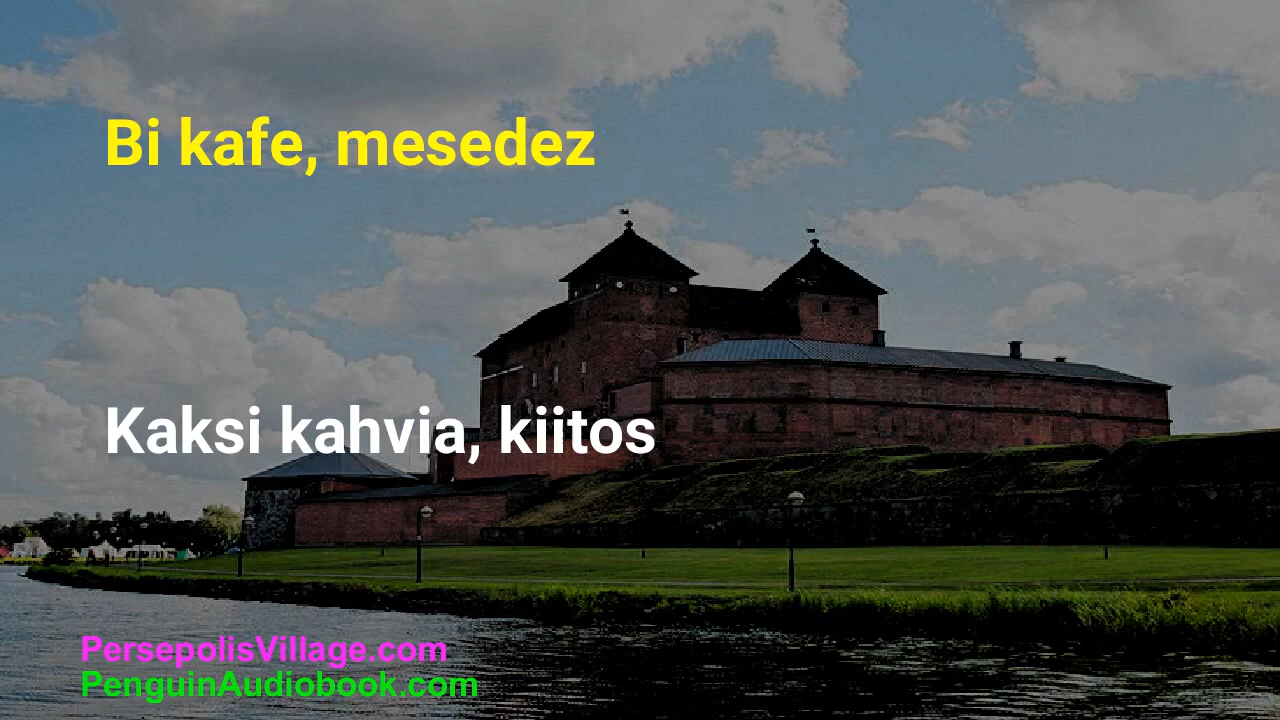 Bi kafe, mesedez
Kaksi kahvia, kiitos
PersepolisVillage.com
PenguinAudiobook.com